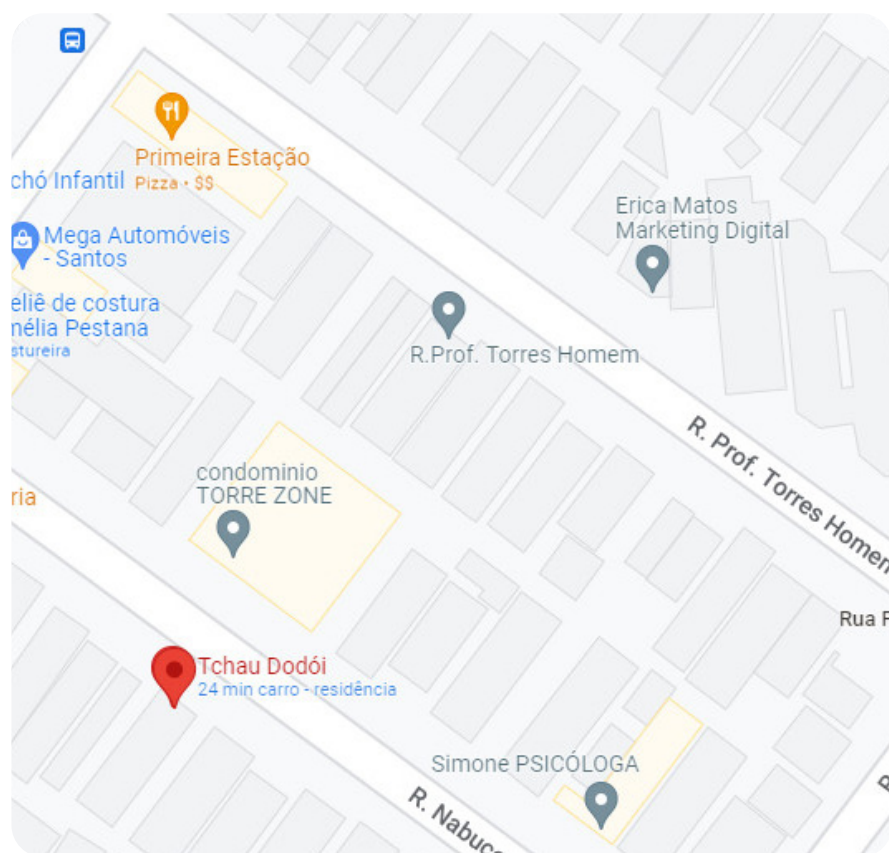 Primeira Estação
Pizza • $$
chó Infantil
Erica Matos
Marketing Digital
Mega Automóveis
- Santos
eliê de costura
mélia Pestana
stureira
R.Prof. Torres Homem
R. Prof. Torres Homem
condominio
TORRE ZONE
ria
Rua F
Tchau Dodói
24 min carro - residência
Simone PSICÓLOGA
R. Nabuco